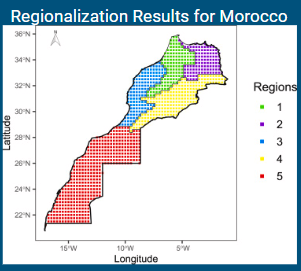 Regionalization Results for Morocco
36°N
34°N
32°N
30°N
28°N
26°N
24°N
22°N
15°W 10°W 5°W
Latitude
Longitude
N
Regions
1
2
3
4
5